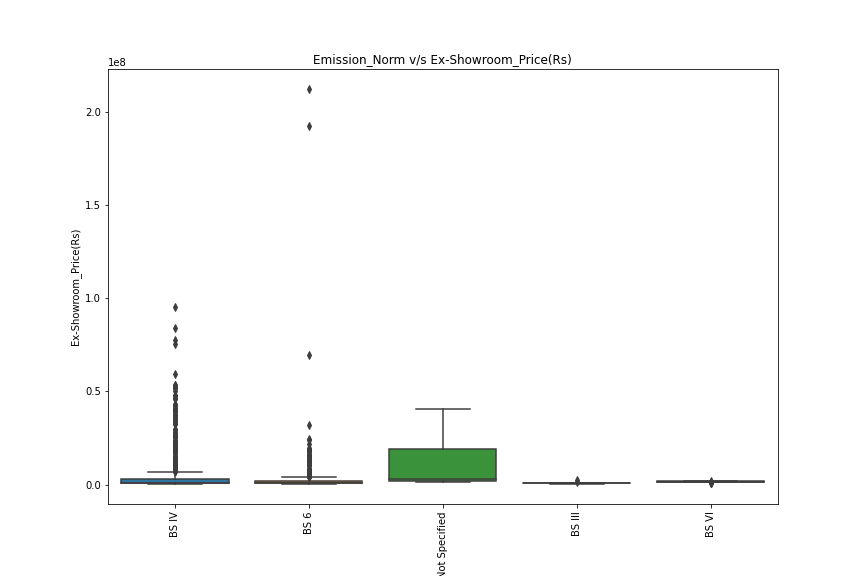 Emission_Norm v/s Ex-Showroom_Price(Rs)
1e8
2.0
1.5
1.0
0.5
0.0
Ex-Showroom_Price(Rs)
BS IV
BS 6
Not Specified
BS III
BS VI